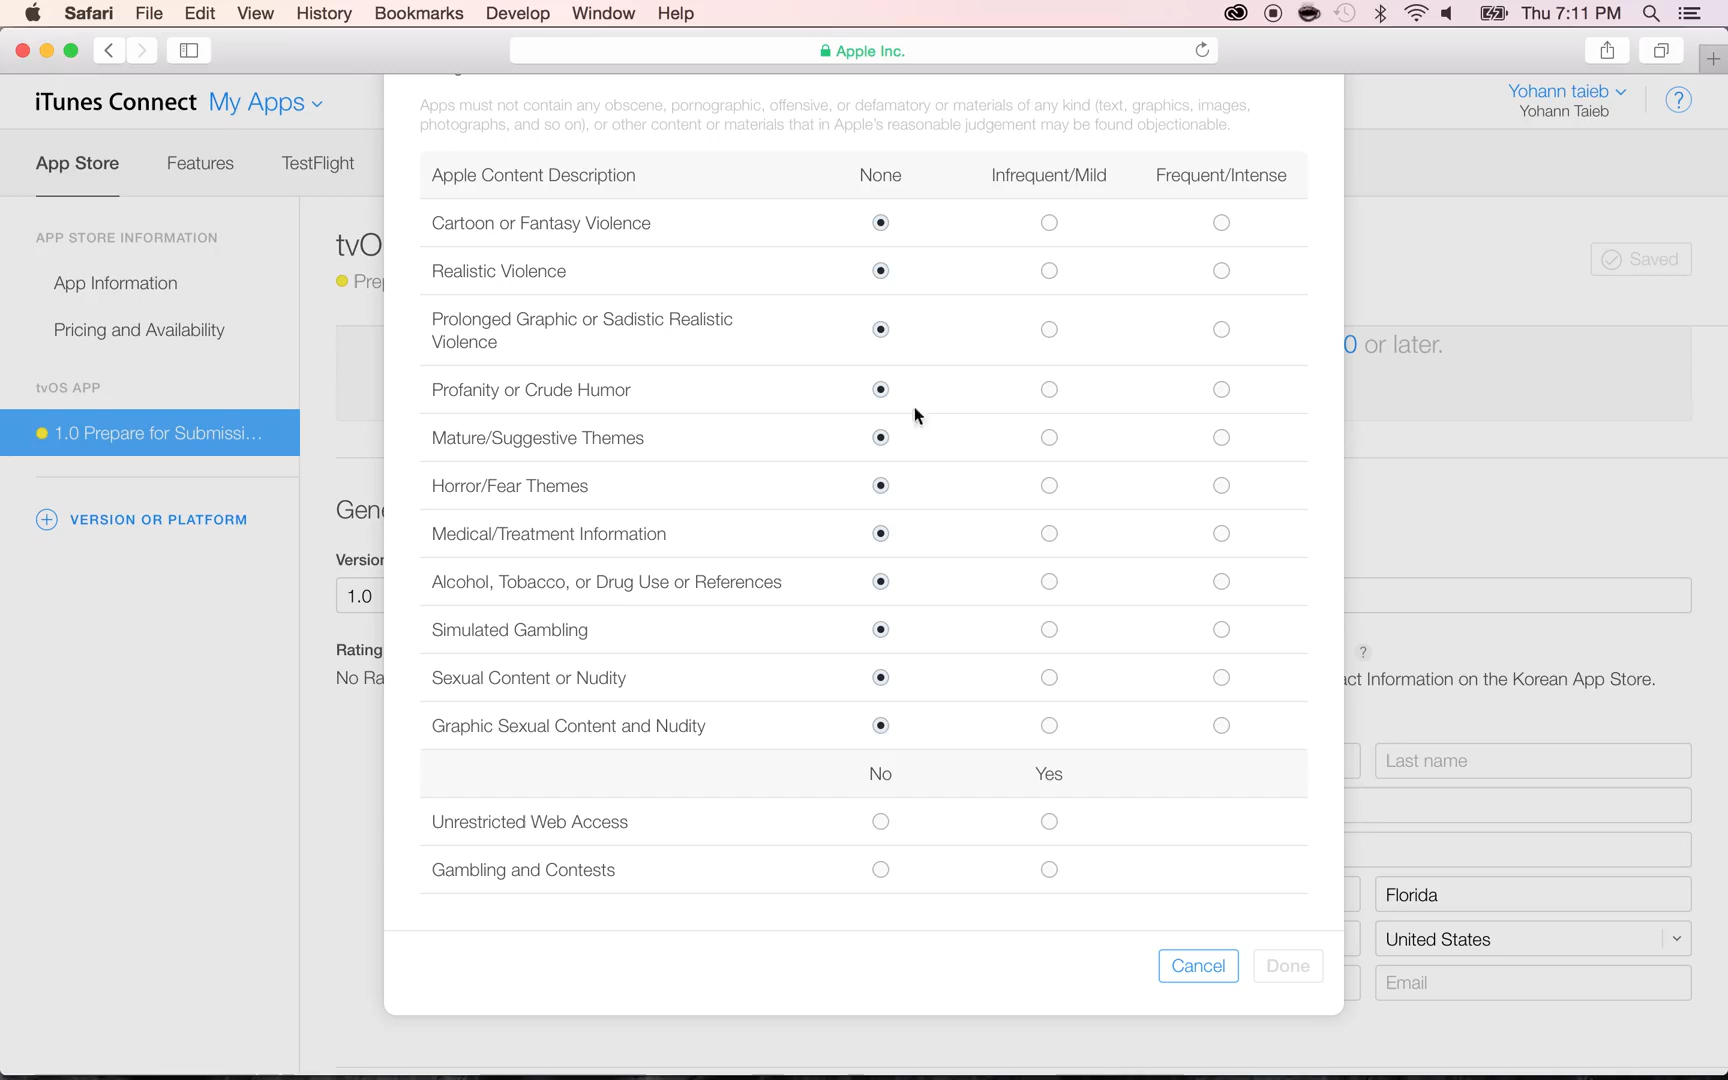 Safari File Edit View History Bookmarks Develop Window Help Thu 7:11 PM
Apple Inc.
iTunes Connect My Apps
Yohann taieb
Yohann Taieb
?
Apps must not contain any obscene, pornographic, offensive, or defamatory or materials of any kind (text, graphics, images,
photographs, and so on), or other content or materials that in Apple's reasonable judgement may be found objectionable.
App Store Features TestFlight
Apple Content Description None Infrequent/Mild Frequent/Intense
Cartoon or Fantasy Violence
APP STORE INFORMATION
tvO
Saved
Realistic Violence
App Information
Prep
Prolonged Graphic or Sadistic Realistic
Violence
Pricing and Availability
0 or later.
tvOS APP
Profanity or Crude Humor
1.0 Prepare for Submissi...
Mature/Suggestive Themes
Horror/Fear Themes
Gene
VERSION OR PLATFORM
Medical/Treatment Information
Version
Alcohol, Tobacco, or Drug Use or References
1.0
Simulated Gambling
Rating
?
No Ra
Sexual Content or Nudity
act Information on the Korean App Store.
Graphic Sexual Content and Nudity
Last name
No Yes
Unrestricted Web Access
Gambling and Contests
Florida
United States
Cancel Done
Email